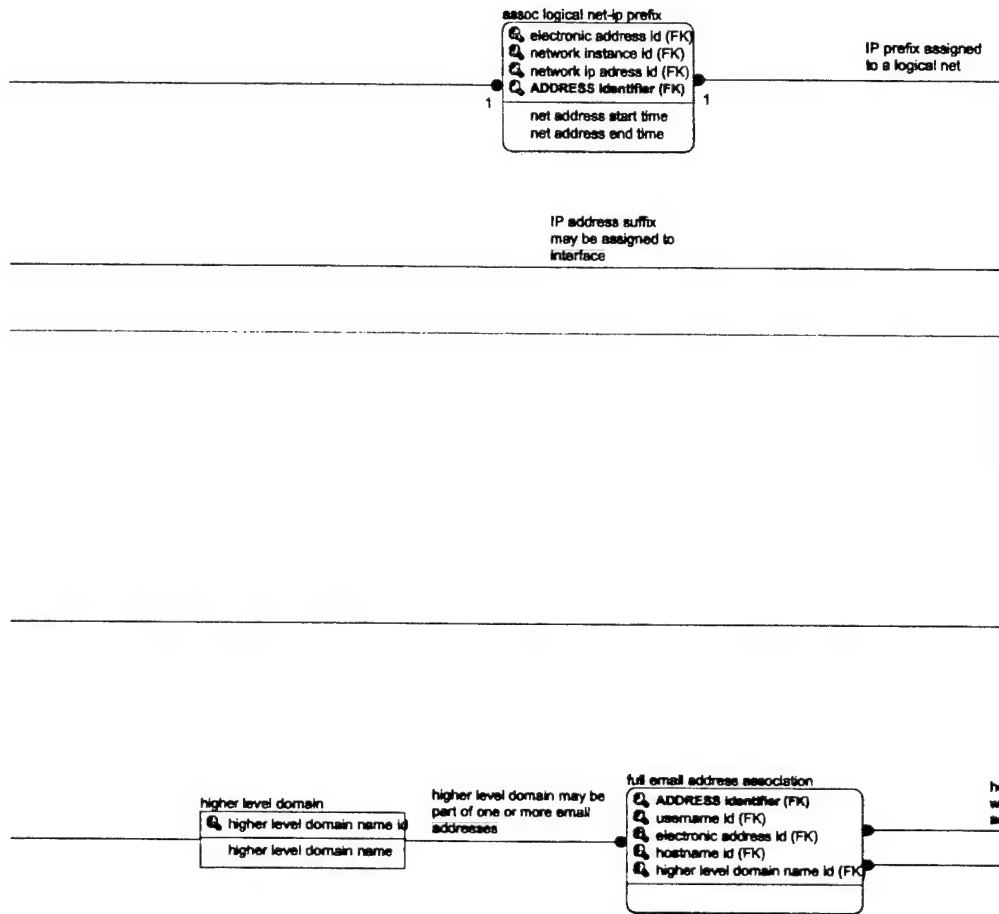 assoc logical net-ip prefix
electronic address id (FK)
network instance id (FK)
network ip adress id (FK)
ADDRESS identifier (FK)
1
1
net address start time
net address end time
IP prefix assigned
to a logical net
IP address suffix
may be assigned to
interface
higher level domain
higher level domain name id
higher level domain name
higher level domain may be
part of one or more email
addresses
full email address association
ADDRESS identifier (FK)
username id (FK)
electronic address id (FK)
hostname id (FK)
higher level domain name id (FK